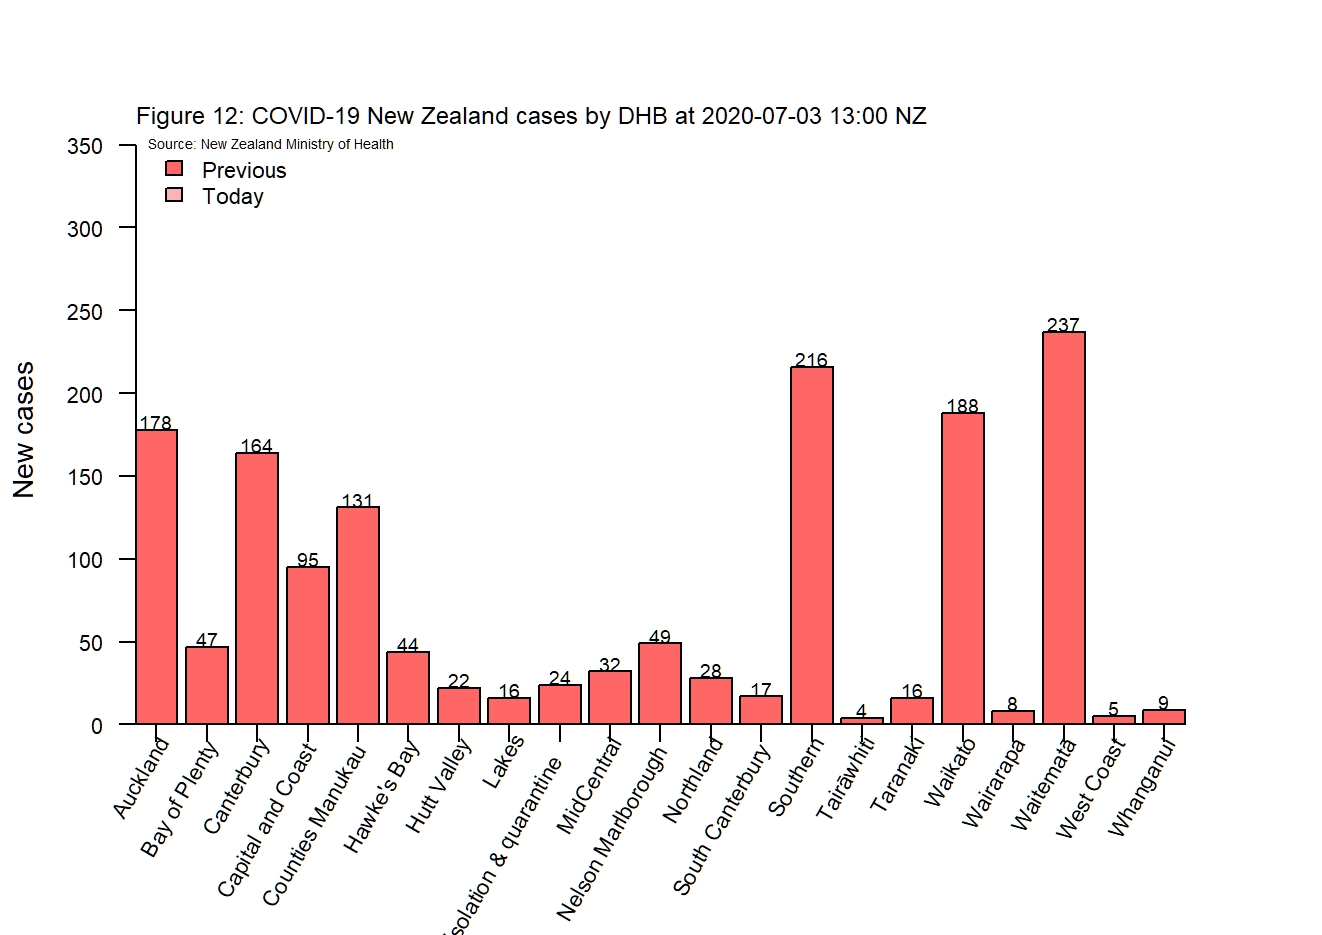 Figure 12: COVID-19 New Zealand cases by DHB at 2020-07-03 13:00 NZ
Source: New Zealand Ministry of Health
Previous
Today
New cases
350
300
250
200
150
100
50
0
178
47
164
95
131
44
22
16
24
32
49
28
17
216
4
16
188
8
237
5
9
Auckland
Bay of Plenty
Canterbury
Capital and Coast
Counties Manukau
Hawke's Bay
Hutt Valley
Lakes
solation & quarantine
MidCentral
Nelson Marlborough
Northland
South Canterbury
Southern
Tairāwhiti
Taranaki
Waikato
Wairarapa
Waitematā
West Coast
Whanganui